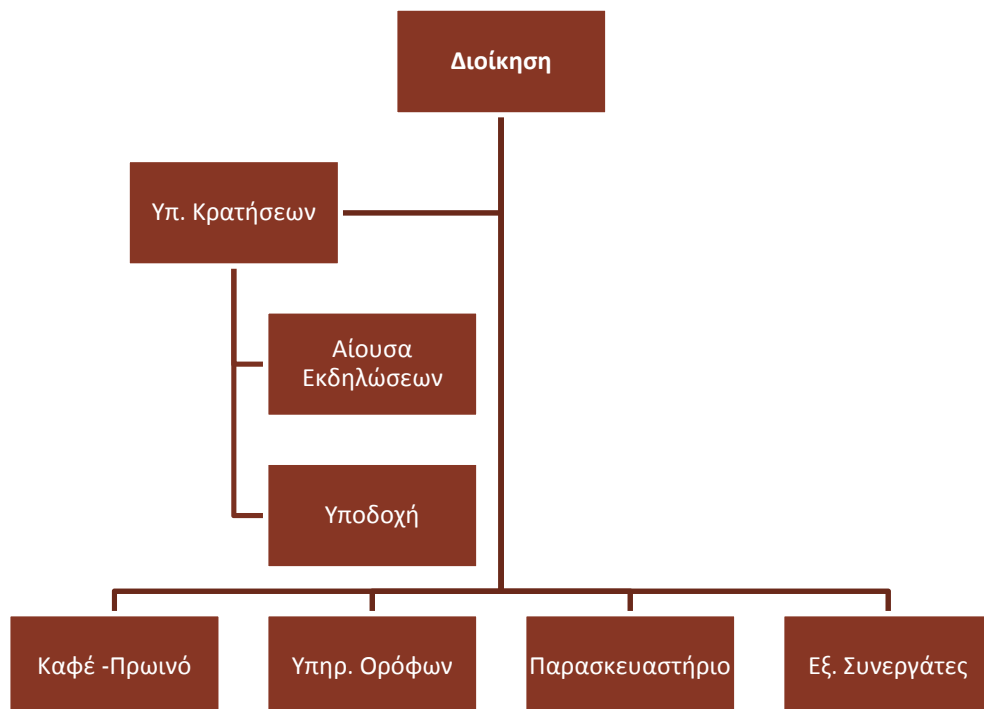 Διοίκηση
Υπ. Κρατήσεων
Αίουσα
Εκδηλώσεων
Υποδοχή
Καφέ -Πρωινό
Υπηρ. Ορόφων
Παρασκευαστήριο
Εξ. Συνεργάτες